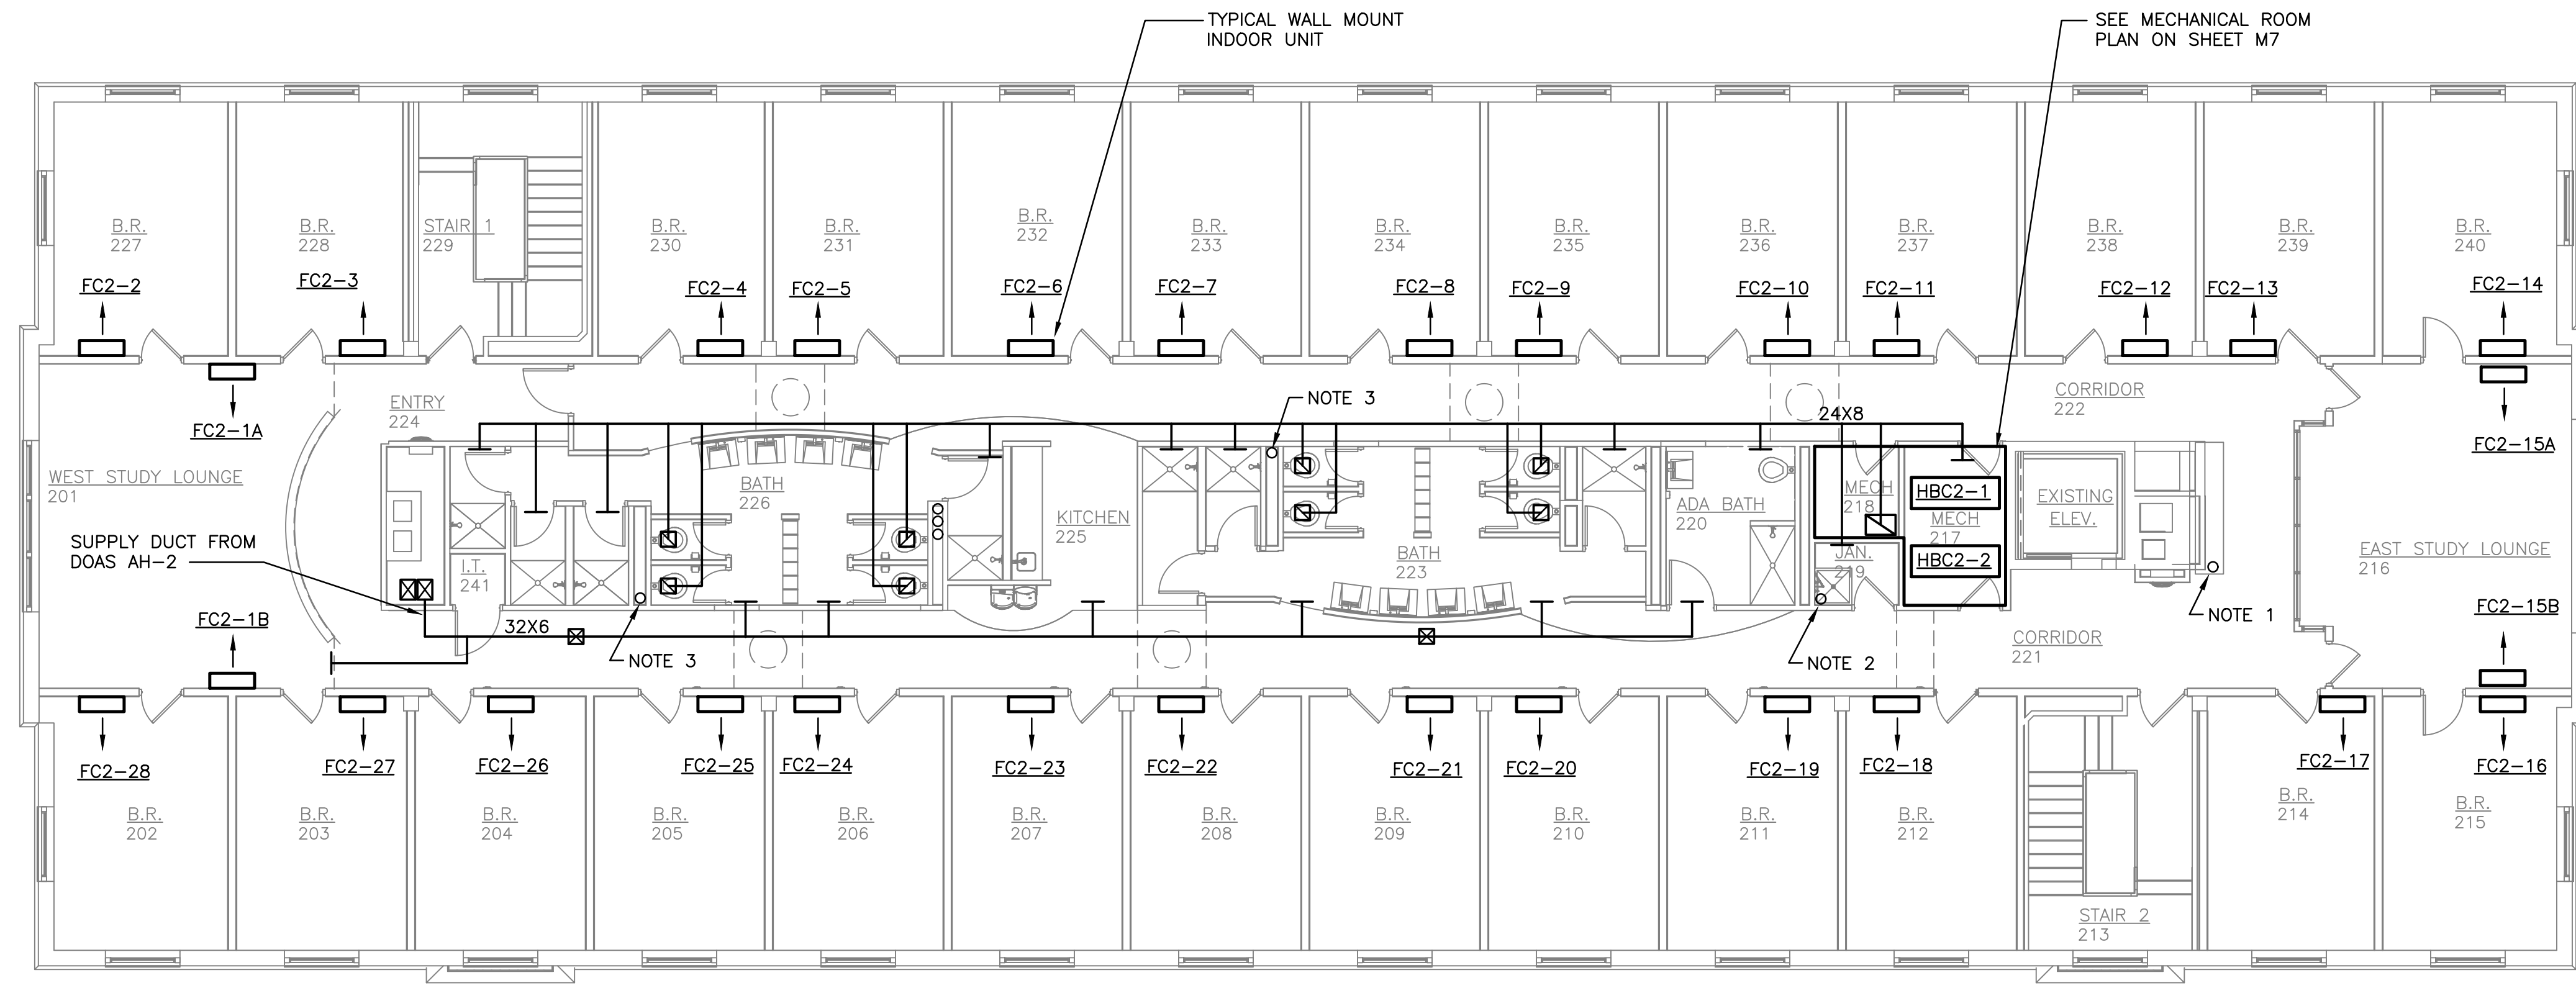 TYPICAL WALL MOUNT
INDOOR UNIT
SEE MECHANICAL ROOM
PLAN ON SHEET M7
B.R.
227
B.R.
228
STAIR 1
229
B.R.
230
B.R.
231
B.R.
232
B.R.
233
B.R.
234
B.R.
235
B.R.
236
B.R.
237
B.R.
238
B.R.
239
B.R.
240
FC2-2
FC2-3
FC2-4
FC2-5
FC2-6
FC2-7
FC2-8
FC2-9
FC2-10
FC2-11
FC2-12
FC2-13
FC2-14
FC2-1A
ENTRY
224
NOTE 3
24X8
CORRIDOR
222
FC2-15A
WEST STUDY LOUNGE
201
BATH
226
KITCHEN
225
BATH
223
ADA BATH
220
MECH
218
HBC2-1
MECH
217
EXISTING
ELEV.
SUPPLY DUCT FROM
DOAS AH-2
I.T.
241
JAN.
219
HBC2-2
EAST STUDY LOUNGE
216
FC2-1B
32X6
NOTE 3
NOTE 2
CORRIDOR
221
NOTE 1
FC2-15B
FC2-28
FC2-27
FC2-26
FC2-25
FC2-24
FC2-23
FC2-22
FC2-21
FC2-20
FC2-19
FC2-18
FC2-17
FC2-16
B.R.
202
B.R.
203
B.R.
204
B.R.
205
B.R.
206
B.R.
207
B.R.
208
B.R.
209
B.R.
210
B.R.
211
B.R.
212
STAIR 2
213
B.R.
214
B.R.
215